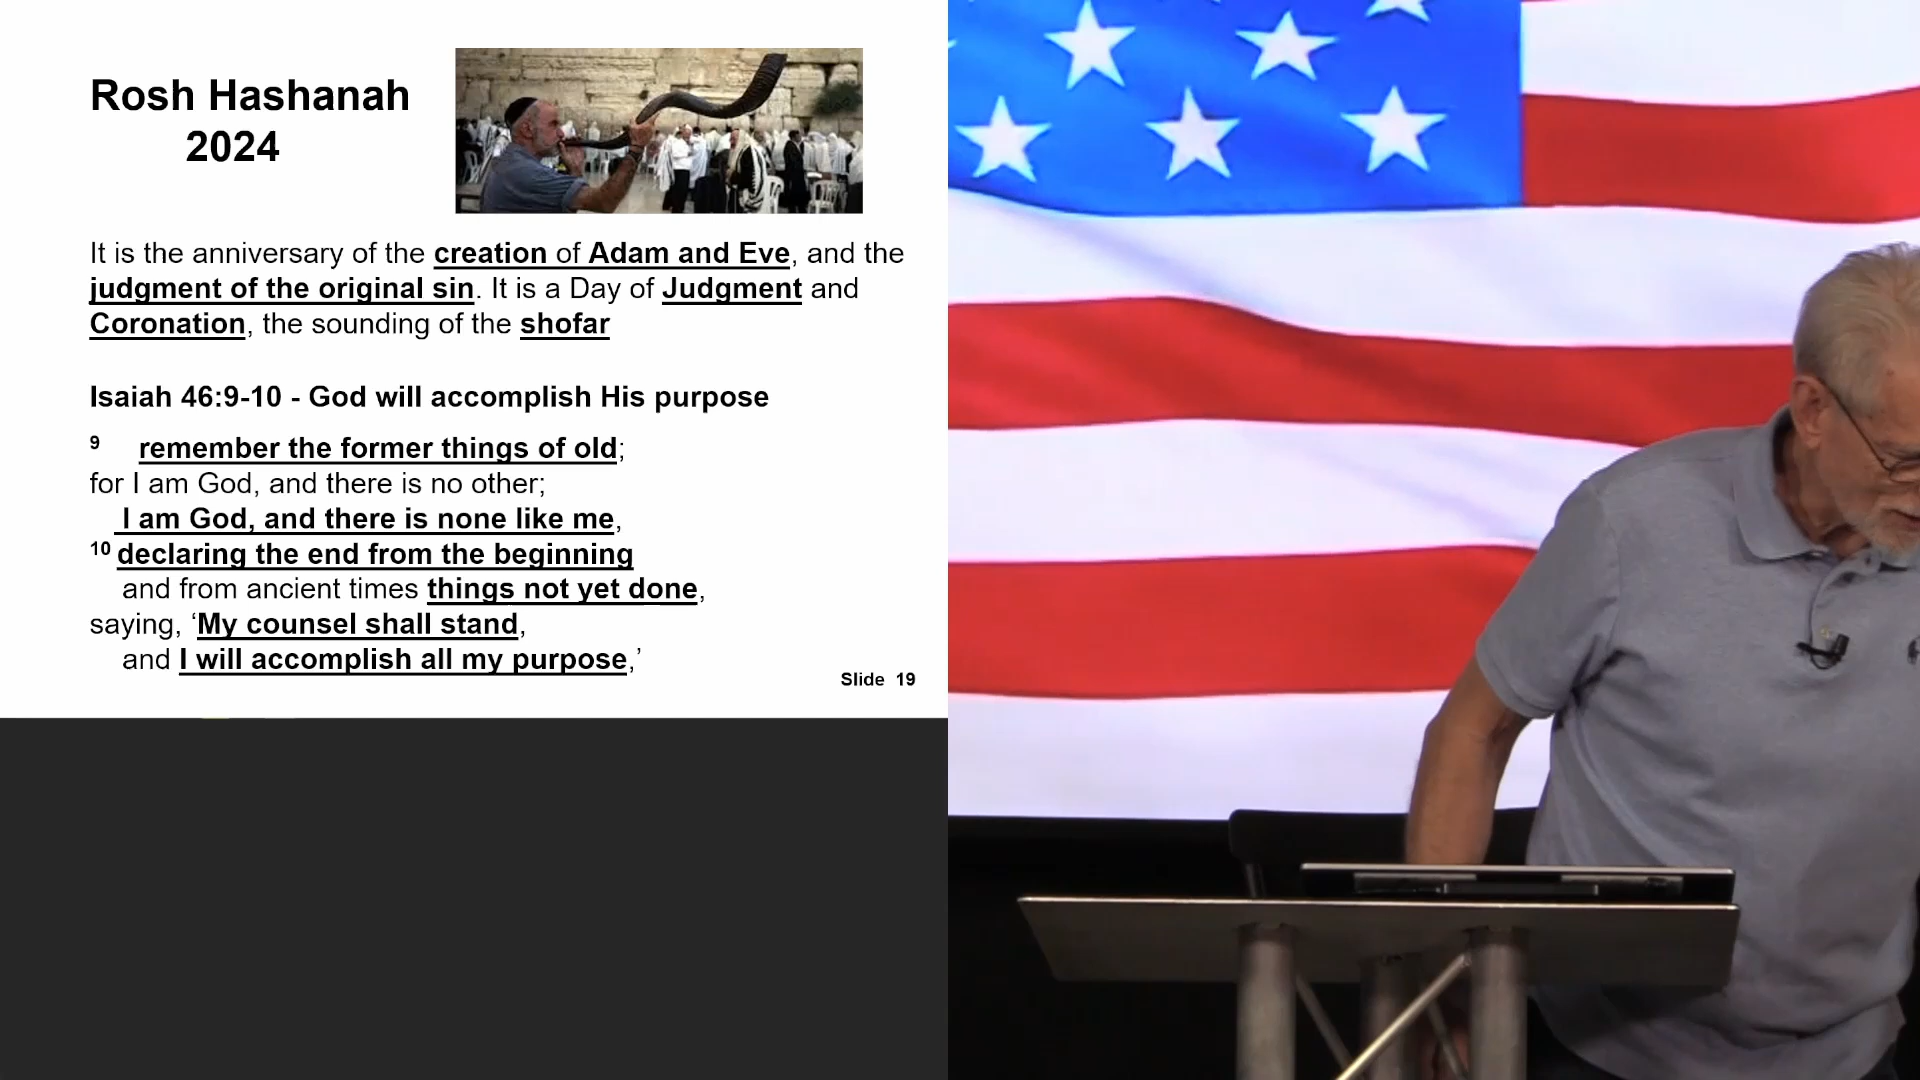 Rosh Hashanah
2024
It is the anniversary of the creation of Adam and Eve, and the
judgment of the original sin. It is a Day of Judgment and
Coronation, the sounding of the shofar
Isaiah 46:9-10 - God will accomplish His purpose
9 remember the former things of old;
for I am God, and there is no other;
I am God, and there is none like me,
10 declaring the end from the beginning
and from ancient times things not yet done,
saying, ‘My counsel shall stand,
and I will accomplish all my purpose,’
Slide 19